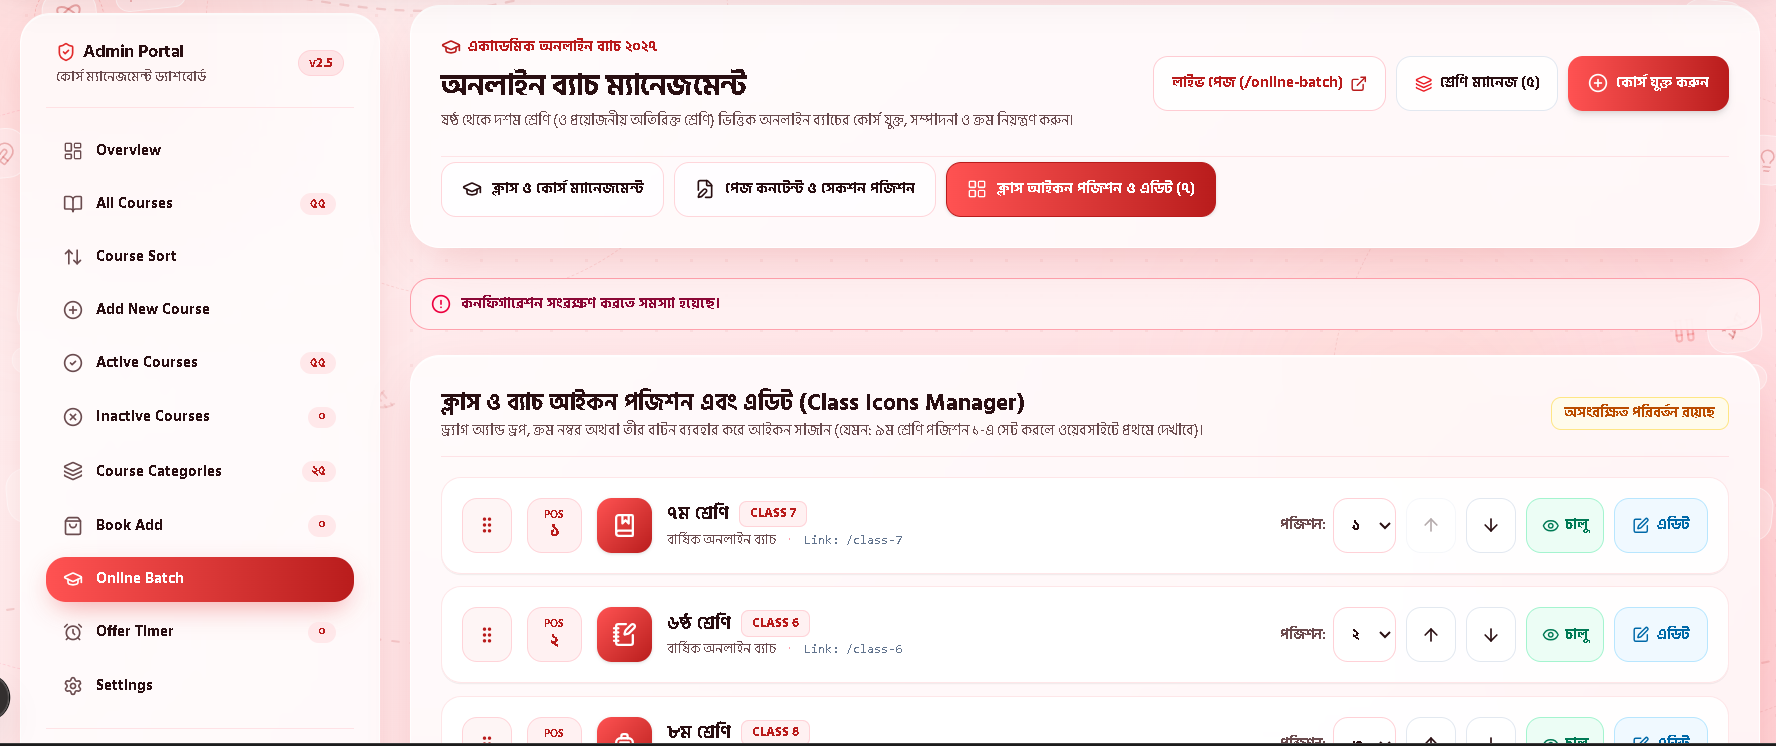 Admin Portal
কোর্স ম্যানেজমেন্ট ড্যাশবোর্ড
v2.5
Overview
All Courses ৫৫
Course Sort
Add New Course
Active Courses ৫৫
Inactive Courses ০
Course Categories ২৫
Book Add ০
Online Batch
Offer Timer ০
Settings
একাডেমিক অনলাইন ব্যাচ ২০২৭
অনলাইন ব্যাচ ম্যানেজমেন্ট
ষষ্ঠ থেকে দশম শ্রেণি (ও প্রয়োজনীয় অতিরিক্ত শ্রেণি) ভিত্তিক অনলাইন ব্যাচের কোর্স যুক্ত, সম্পাদনা ও ক্রম নিয়ন্ত্রণ করুন।
লাইভ পেজ (/online-batch)
শ্রেণি ম্যানেজ (৫)
কোর্স যুক্ত করুন
ক্লাস ও কোর্স ম্যানেজমেন্ট
পেজ কনটেন্ট ও সেকশন পজিশন
ক্লাস আইকন পজিশন ও এডিট (৭)
কনফিগারেশন সংরক্ষণ করতে সমস্যা হয়েছে।
ক্লাস ও ব্যাচ আইকন পজিশন এবং এডিট (Class Icons Manager)
ড্র্যাগ অ্যান্ড ড্রপ, ক্রম নম্বর অথবা তীর বাটন ব্যবহার করে আইকন সাজান (যেমন: ৯ম শ্রেণি পজিশন ১-এ সেট করলে ওয়েবসাইটে প্রথমে দেখাবে)।
অসংরক্ষিত পরিবর্তন রয়েছে
POS
১
৭ম শ্রেণি CLASS 7
বার্ষিক অনলাইন ব্যাচ · Link: /class-7
পজিশন: ১ চালু এডিট
POS
২
৬ষ্ঠ শ্রেণি CLASS 6
বার্ষিক অনলাইন ব্যাচ · Link: /class-6
পজিশন: ২ চালু এডিট
POS
৮ম শ্রেণি CLASS 8
পজিশন: চালু এডিট